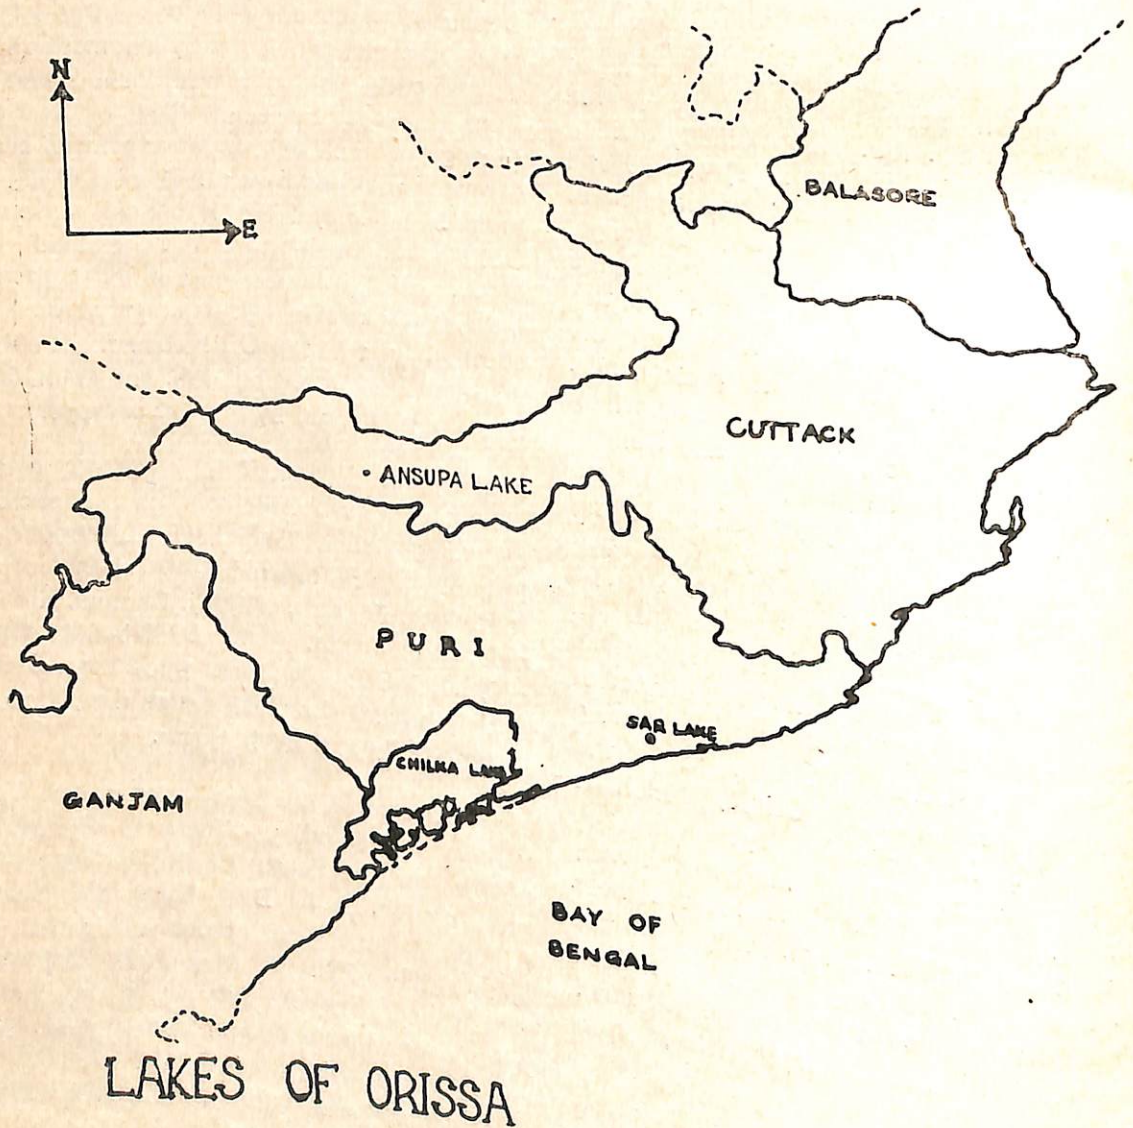 N
E
BALASORE
CUTTACK
• ANSUPA LAKE
PURI
SAR LAKE
CHILKA LAKE
GANJAM
BAY OF
BENGAL
LAKES OF ORISSA